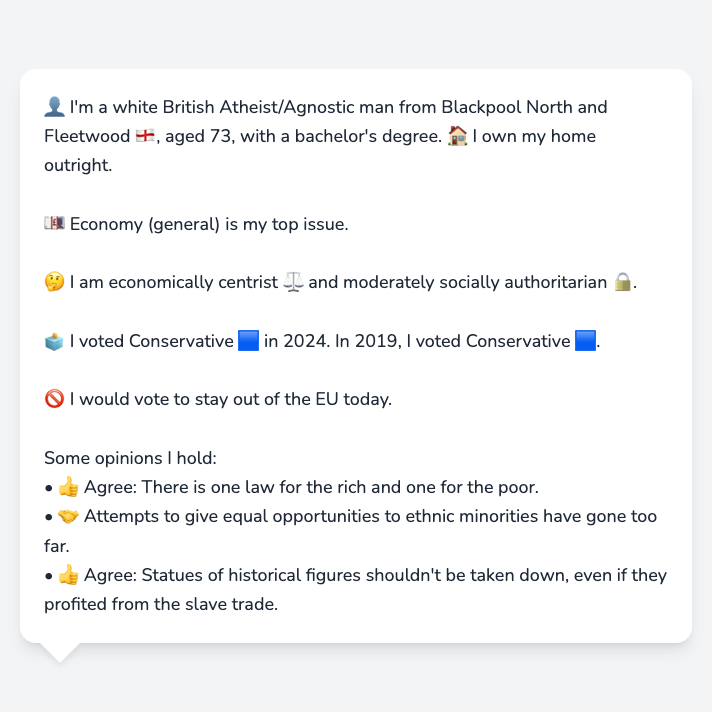 👤 I'm a white British Atheist/Agnostic man from Blackpool North and
Fleetwood 🏴󠁧󠁢󠁥󠁮󠁧󠁿, aged 73, with a bachelor's degree. 🏠 I own my home
outright.
💷 Economy (general) is my top issue.
🤔 I am economically centrist ⚖️ and moderately socially authoritarian 🔒.
🗳️ I voted Conservative 🟦 in 2024. In 2019, I voted Conservative 🟦.
🚫 I would vote to stay out of the EU today.
Some opinions I hold:
• 👍 Agree: There is one law for the rich and one for the poor.
• 🤝 Attempts to give equal opportunities to ethnic minorities have gone too
far.
• 👍 Agree: Statues of historical figures shouldn't be taken down, even if they
profited from the slave trade.